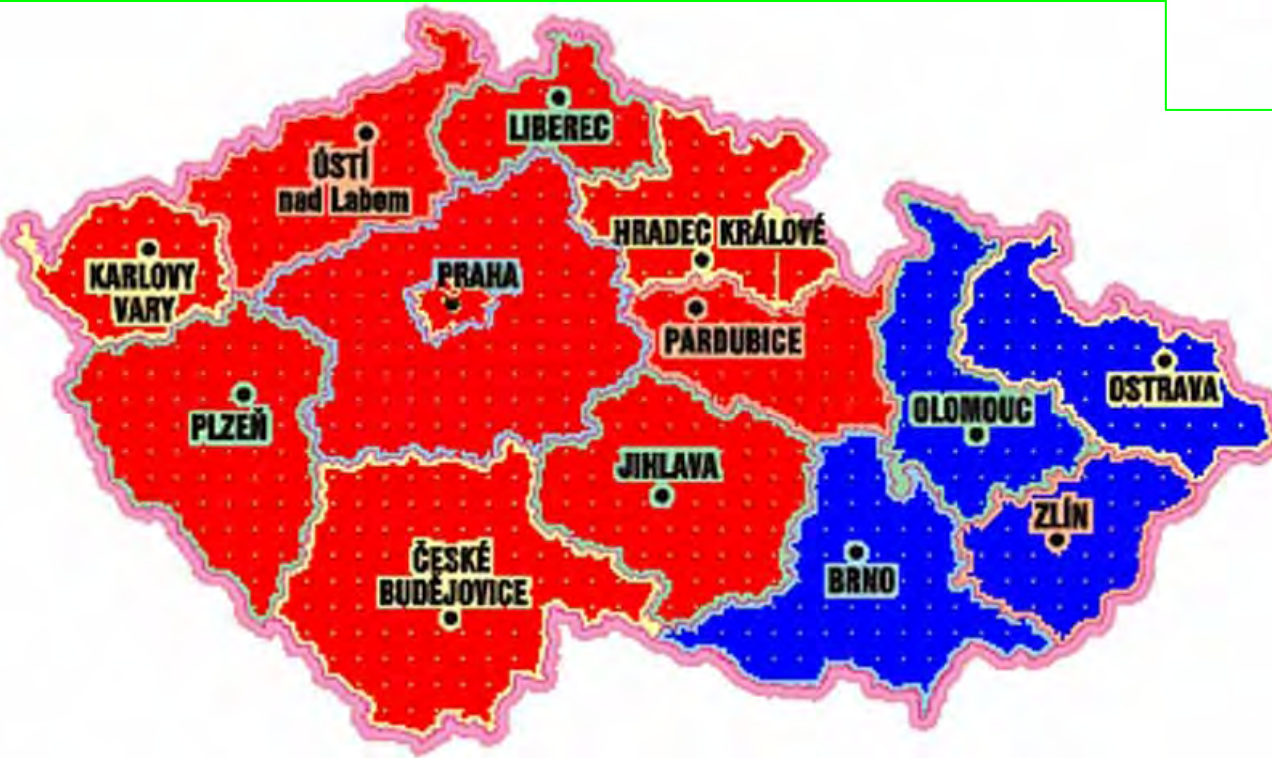 LIBEREC
ÚSTÍ
nad Labem
HRADEC KRÁLOVÉ
KARLOVY
VARY
PRAHA
PARDUBICE
OSTRAVA
PLZEŇ
OLOMOUC
JIHLAVA
ZLÍN
ČESKÉ
BUDĚJOVICE
BRNO